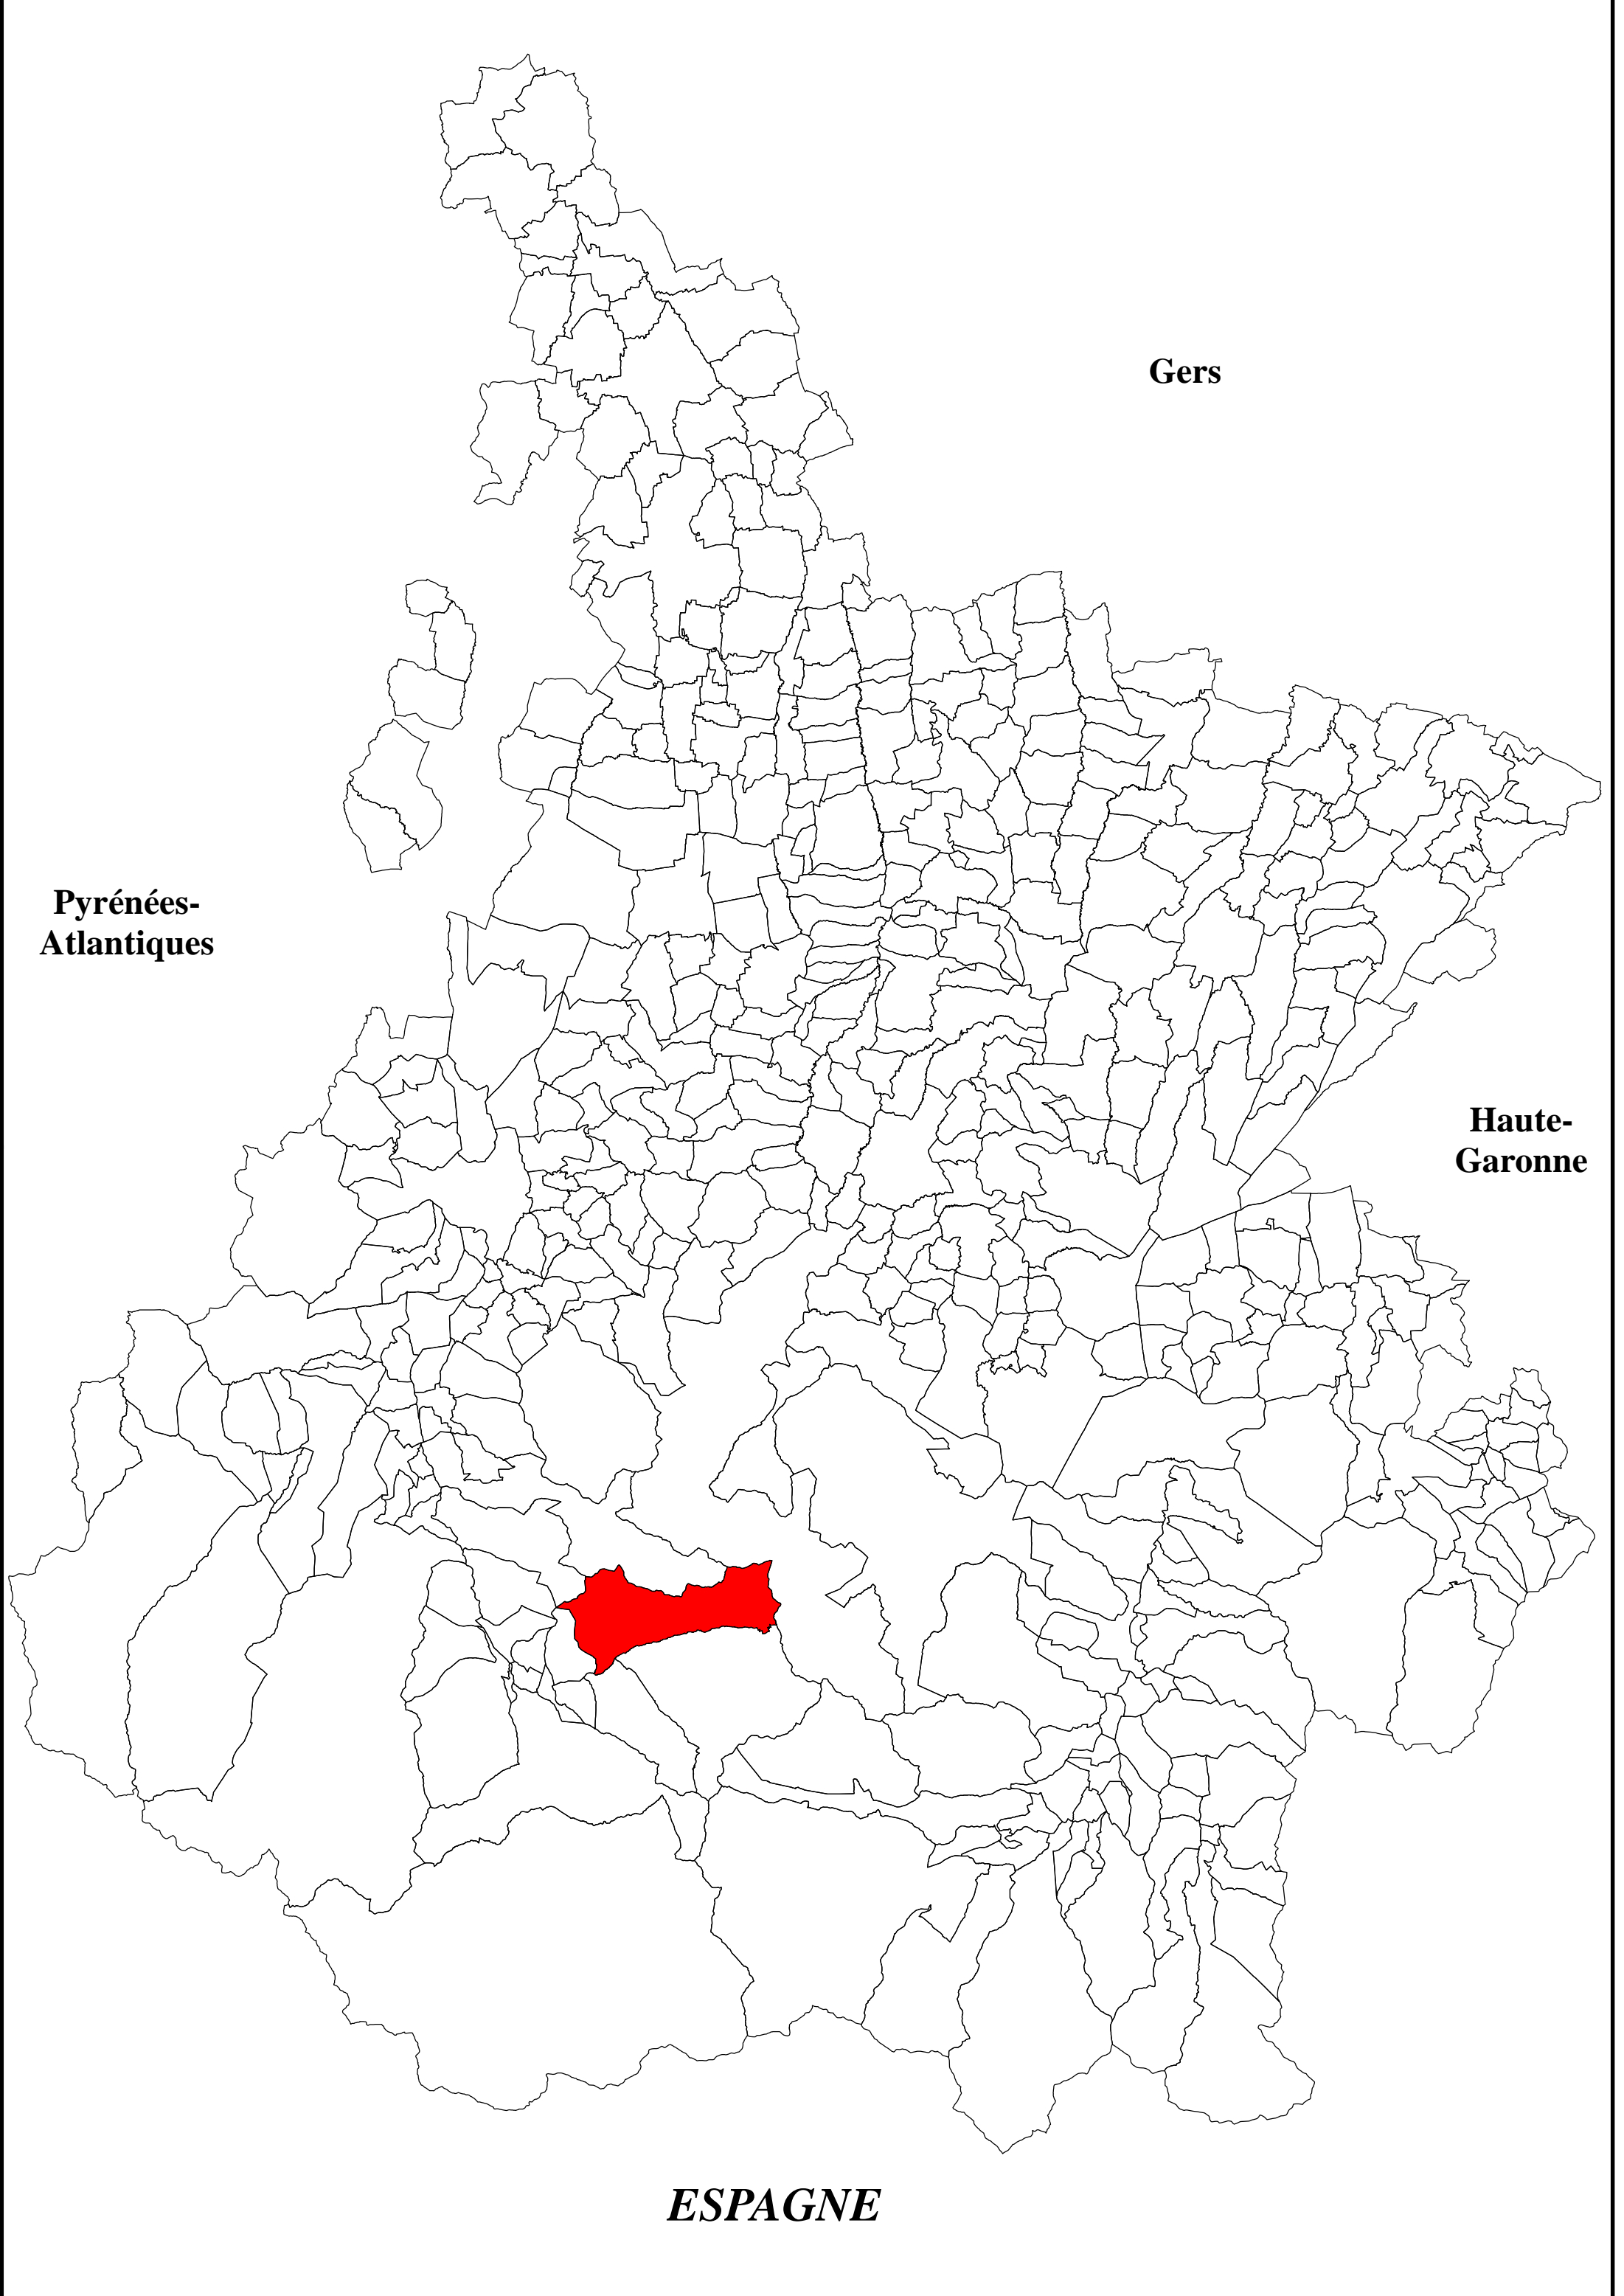 Gers
Pyrénées-
Atlantiques
Haute-
Garonne
ESPAGNE